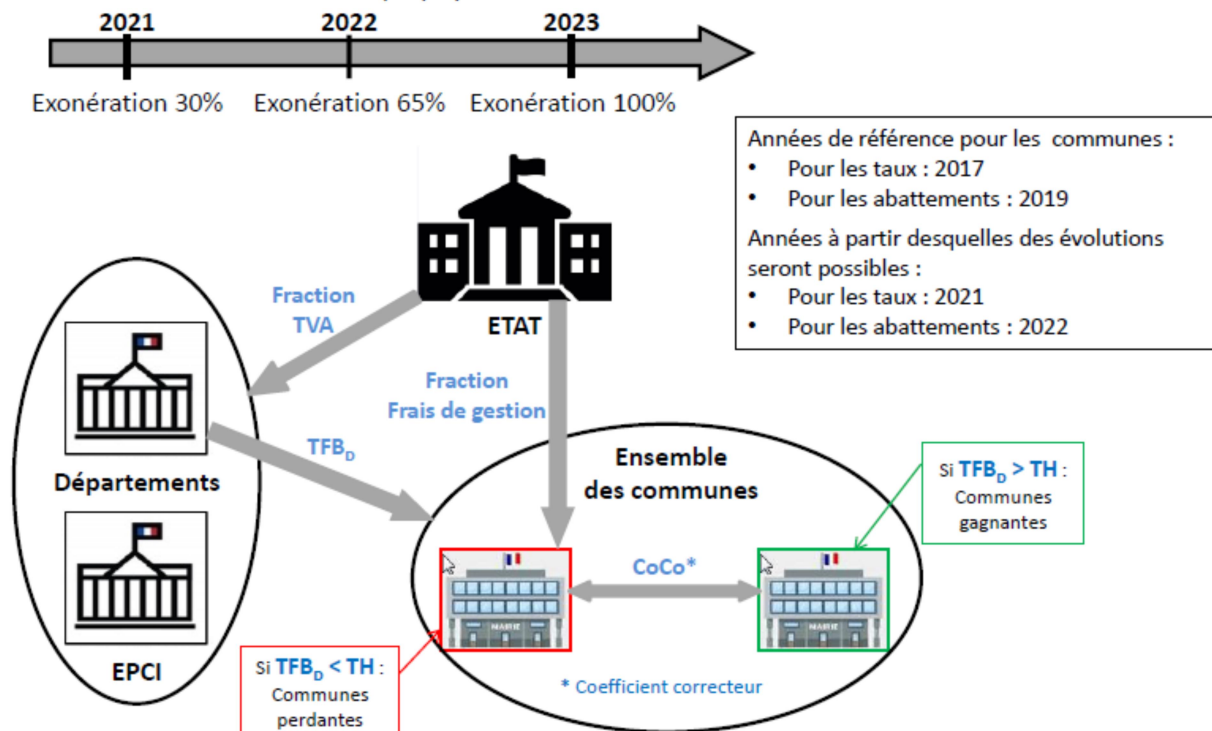 2021 2022 2023
Exonération 30% Exonération 65% Exonération 100%
Années de référence pour les communes :
• Pour les taux : 2017
• Pour les abattements : 2019
Années à partir desquelles des évolutions
seront possibles :
• Pour les taux : 2021
• Pour les abattements : 2022
ETAT
Fraction
TVA
Fraction
Frais de gestion
Départements
TFB_D
EPCI
Ensemble
des communes
Si TFB_D > TH :
Communes
gagnantes
CoCo*
MAIRIE
MAIRIE
Si TFB_D < TH :
Communes
perdantes
* Coefficient correcteur